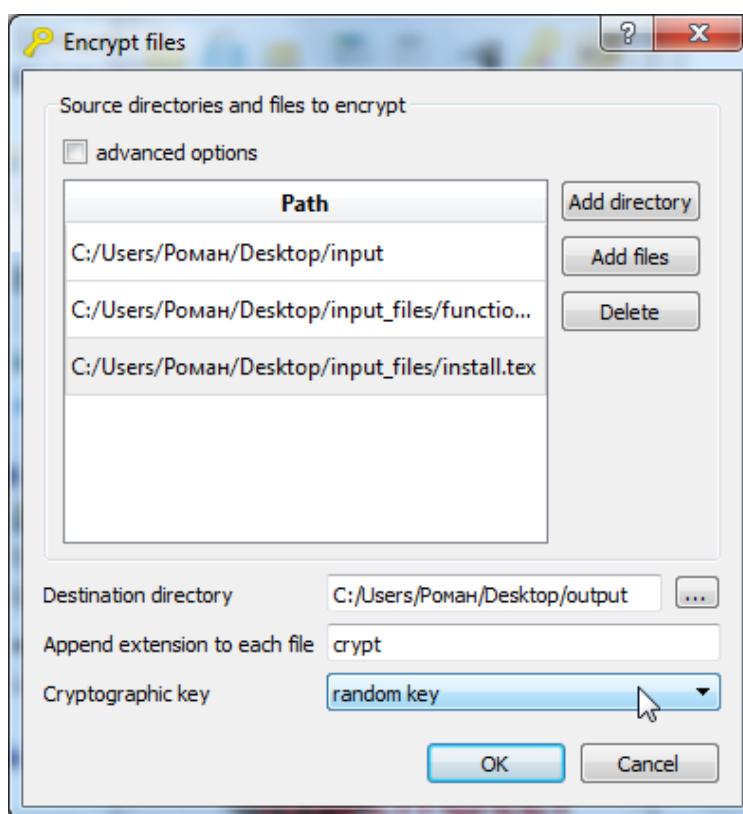 Encrypt files
Source directories and files to encrypt
advanced options
Path
Add directory
C:/Users/Роман/Desktop/input
Add files
C:/Users/Роман/Desktop/input_files/functio...
Delete
C:/Users/Роман/Desktop/input_files/install.tex
Destination directory C:/Users/Роман/Desktop/output ...
Append extension to each file crypt
Cryptographic key random key
OK Cancel